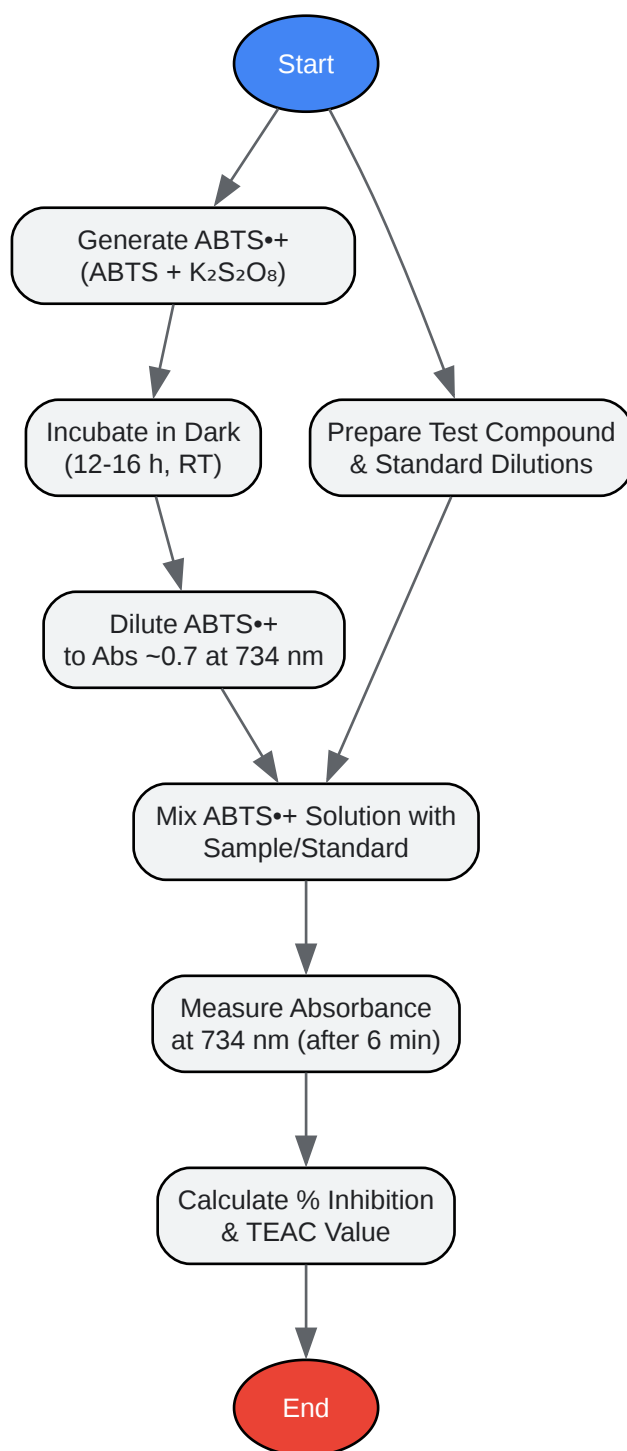 Start
Generate ABTS•+
(ABTS + K₂S₂O₈)
Incubate in Dark
(12-16 h, RT)
Prepare Test Compound
& Standard Dilutions
Dilute ABTS•+
to Abs ~0.7 at 734 nm
Mix ABTS•+ Solution with
Sample/Standard
Measure Absorbance
at 734 nm (after 6 min)
Calculate % Inhibition
& TEAC Value
End